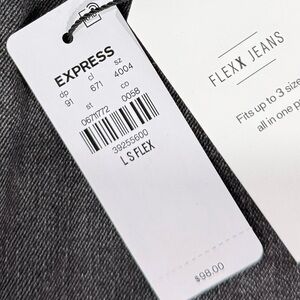 EXPRESS
dp cl sz
91 671 4004
st co
06711772 0058
39255600
L S FLEX
$98.00
FLEXX JEANS
Fits up to 3 size
all in one p